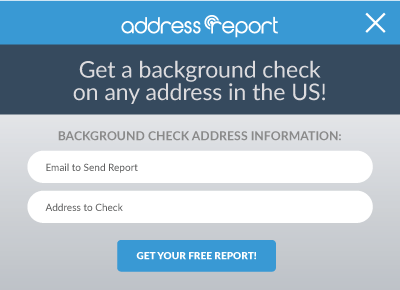 address report
Get a background check
on any address in the US!
BACKGROUND CHECK ADDRESS INFORMATION:
Email to Send Report
Address to Check
GET YOUR FREE REPORT!